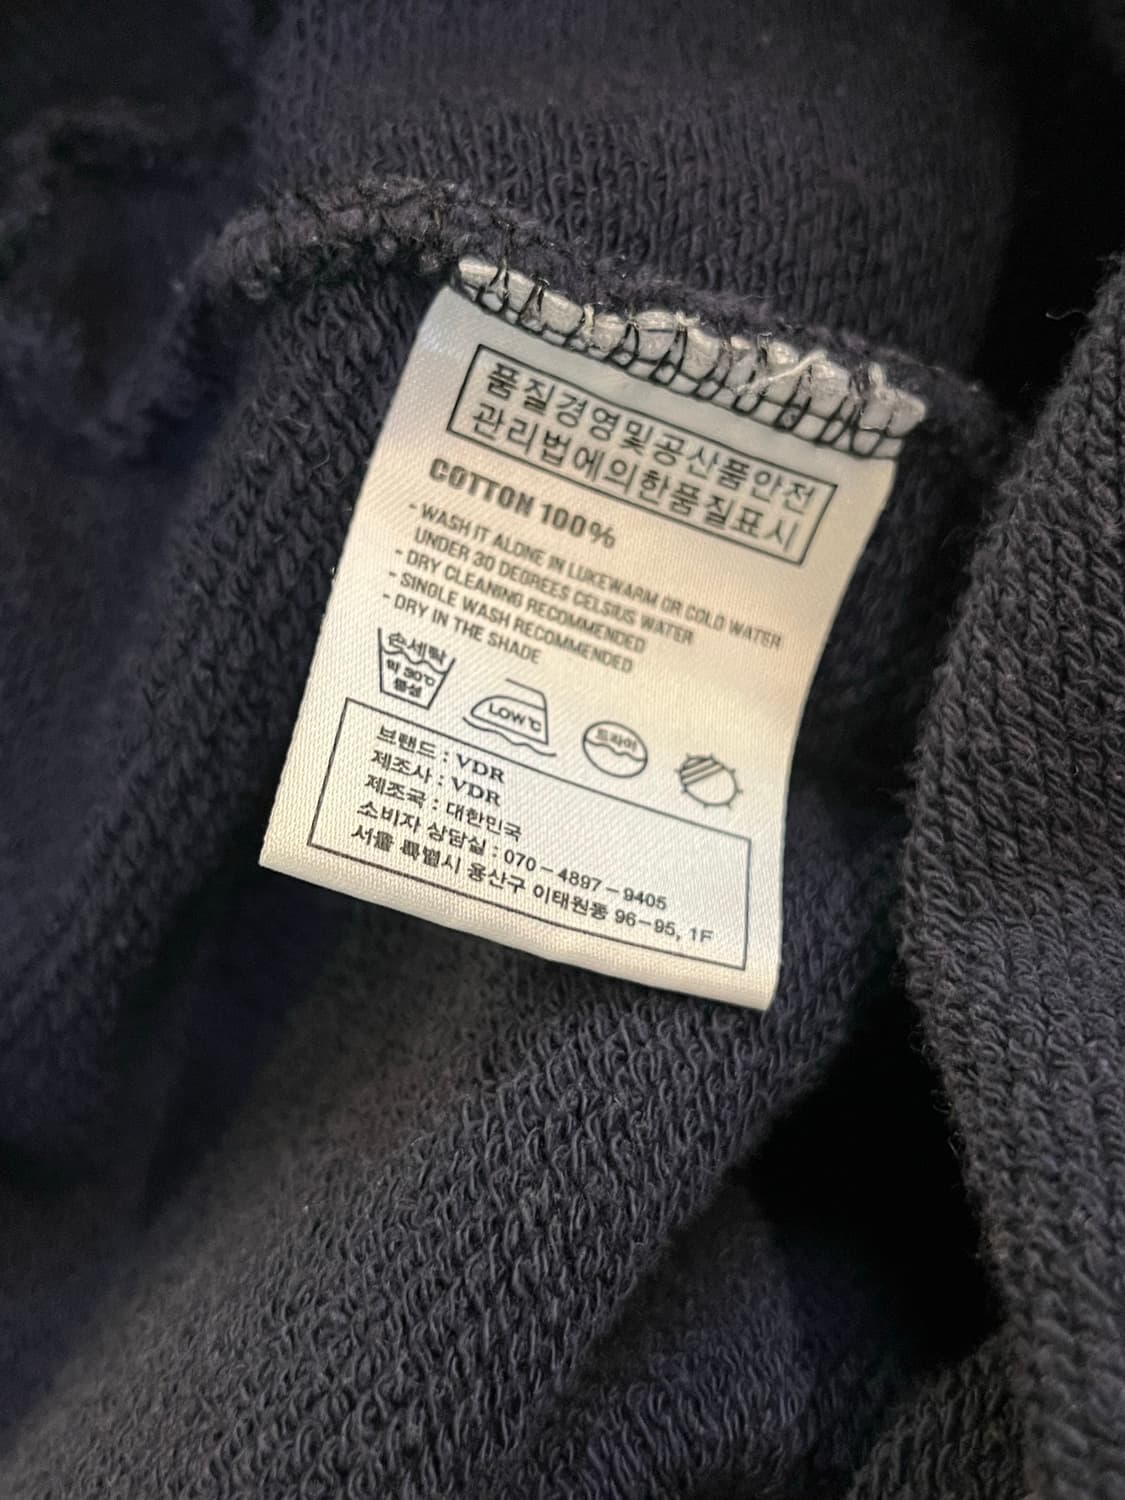 품질경영및공산품안전
관리법에의한품질표시
COTTON 100%
- WASH IT ALONE IN LUKEWARM OR COLD WATER
UNDER 30 DEGREES CELSIUS WATER
- DRY CLEANING RECOMMENDED
- SINGLE WASH RECOMMENDED
- DRY IN THE SHADE
손세탁
약 30℃
중성
LOW ℃
드라이
브랜드 : VDR
제조사 : VDR
제조국 : 대한민국
소비자 상담실 : 070-4897-9405
서울 특별시 용산구 이태원동 96-95, 1F